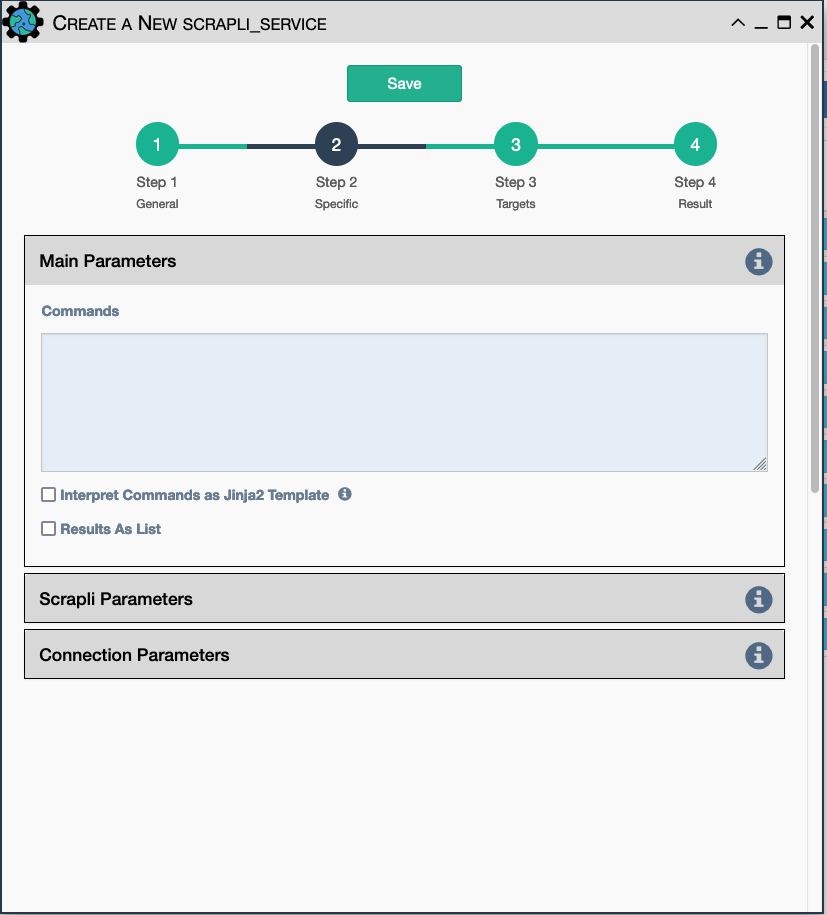 Create a New scrapli_service
Save
1
2
3
4
Step 1
Step 2
Step 3
Step 4
General
Specific
Targets
Result
Main Parameters
Commands
Interpret Commands as Jinja2 Template
Results As List
Scrapli Parameters
Connection Parameters